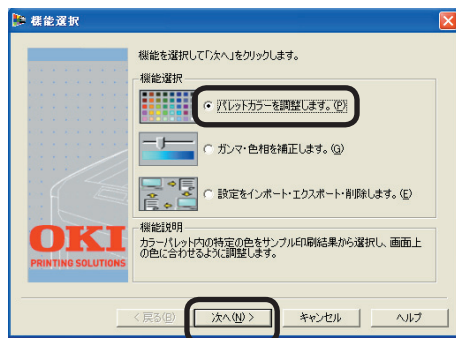 機能選択
機能を選択して「次へ」をクリックします。
機能選択
パレットカラーを調整します。(P)
ガンマ・色相を補正します。(G)
設定をインポート・エクスポート・削除します。(E)
機能説明
カラーパレット内の特定の色をサンプル印刷結果から選択し、画面上
の色に合わせるように調整します。
OKI
PRINTING SOLUTIONS
< 戻る(B)
次へ(N) >
キャンセル
ヘルプ